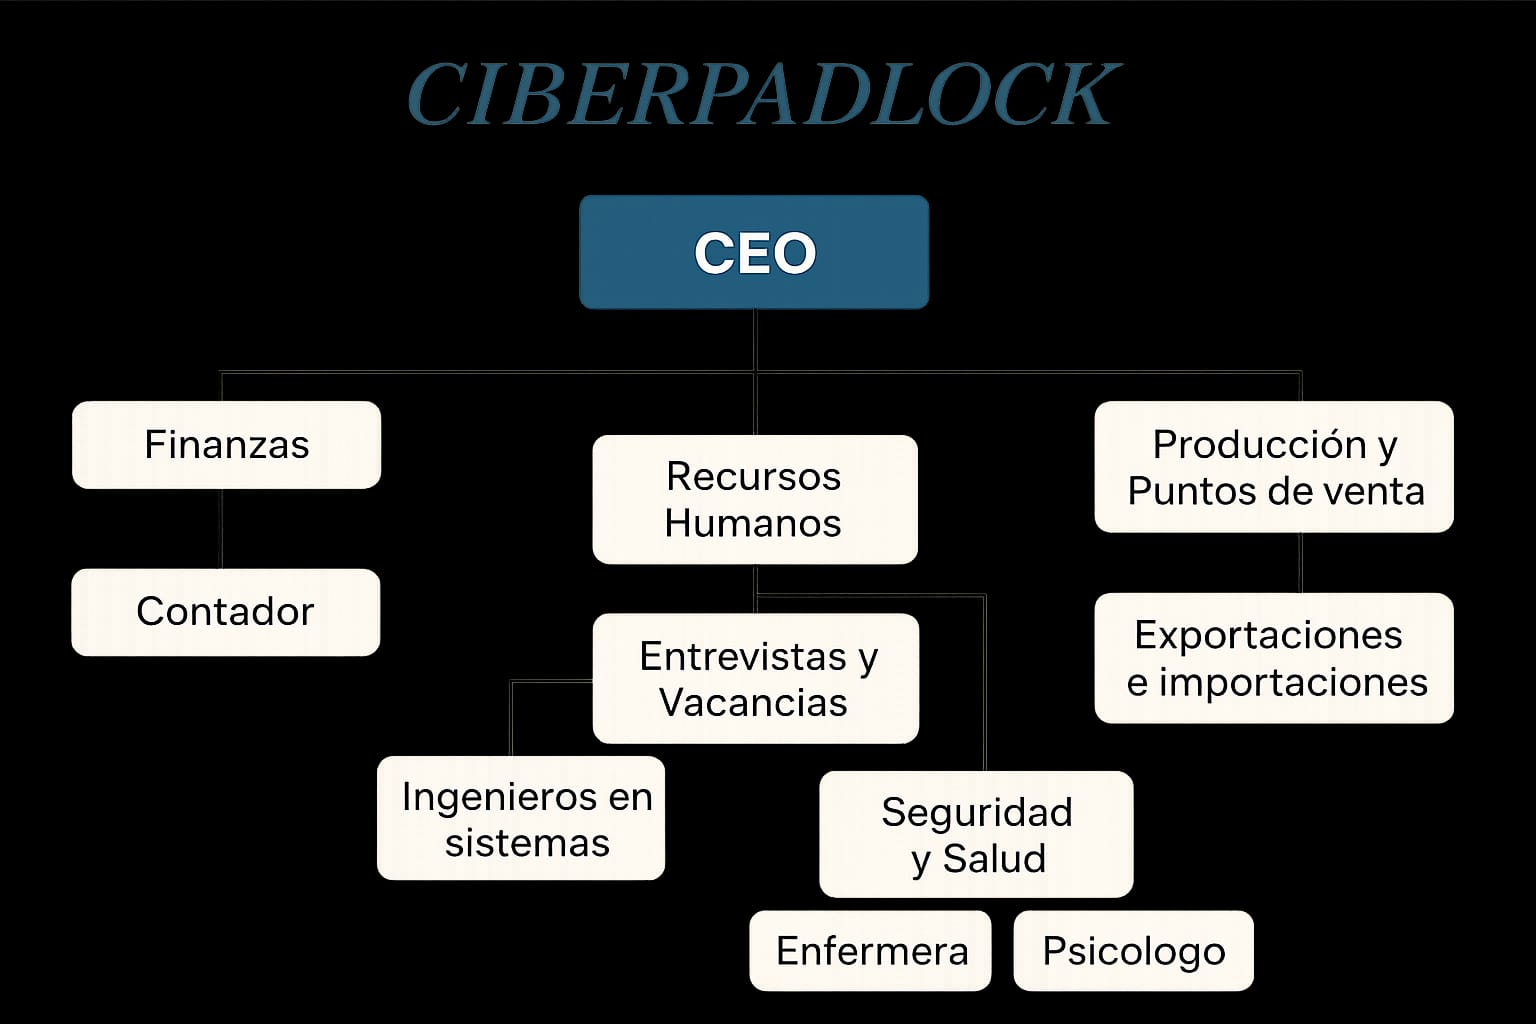 CIBERPADLOCK
CEO
Finanzas
Recursos
Humanos
Producción y
Puntos de venta
Contador
Entrevistas y
Vacancias
Exportaciones
e importaciones
Ingenieros en
sistemas
Seguridad
y Salud
Enfermera
Psicologo